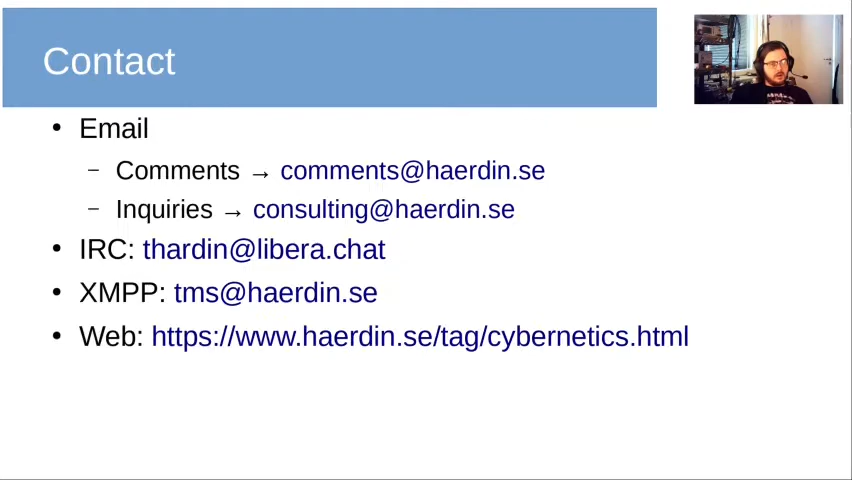 Contact
• Email
– Comments → comments@haerdin.se
– Inquiries → consulting@haerdin.se
• IRC: thardin@libera.chat
• XMPP: tms@haerdin.se
• Web: https://www.haerdin.se/tag/cybernetics.html